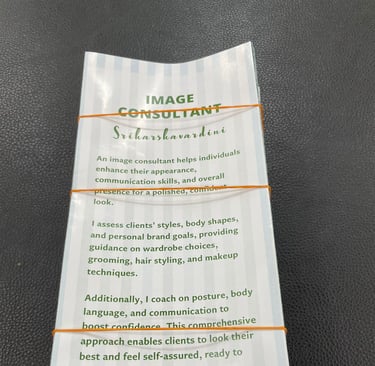 IMAGE
CONSULTANT
Sriharshavardini
An image consultant helps individuals
enhance their appearance,
communication skills, and overall
presence for a polished, confident
look.
I assess clients' styles, body shapes,
and personal brand goals, providing
guidance on wardrobe choices,
grooming, hair styling, and makeup
techniques.
Additionally, I coach on posture, body
language, and communication to
boost confidence. This comprehensive
approach enables clients to look their
best and feel self-assured, ready to